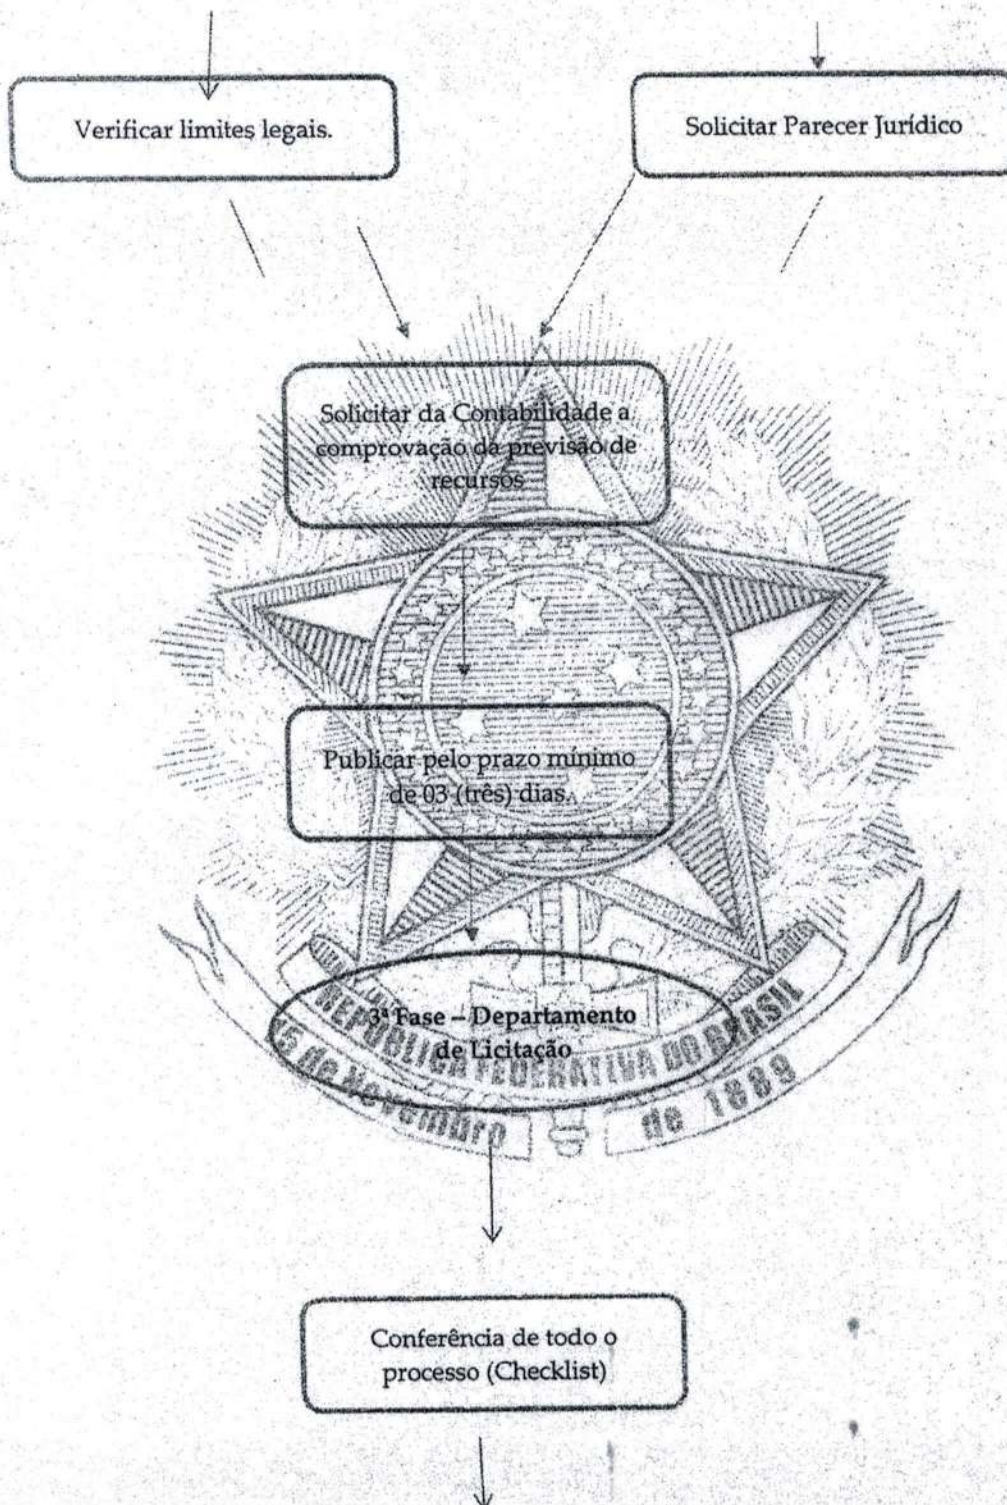 Verificar limites legais.
Solicitar Parecer Jurídico
Solicitar da Contabilidade a
comprovação da previsão de
recursos
Publicar pelo prazo mínimo
de 03 (três) dias.
3ª Fase – Departamento
de Licitação
REPÚBLICA FEDERATIVA DO BRASIL
15 de Novembro
de 1889
Conferência de todo o
processo (Checklist)